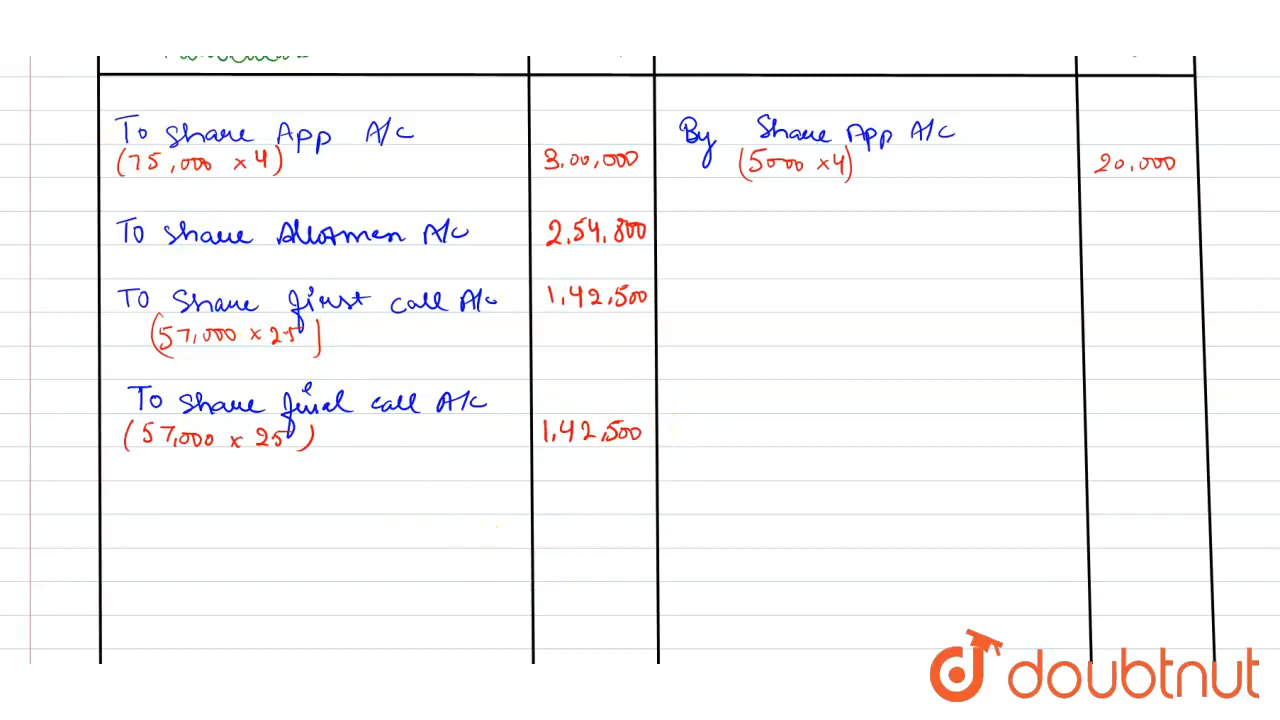 To Share App A/c
(75,000 × 4)
3,00,000
By Share App A/c
(5000 × 4)
20,000
To Share Allotmen A/c
2,54,800
To Share first call A/c
1,42,500
(57,000 × 25)
To Share final call A/c
(57,000 × 25)
1,42,500
doubtnut